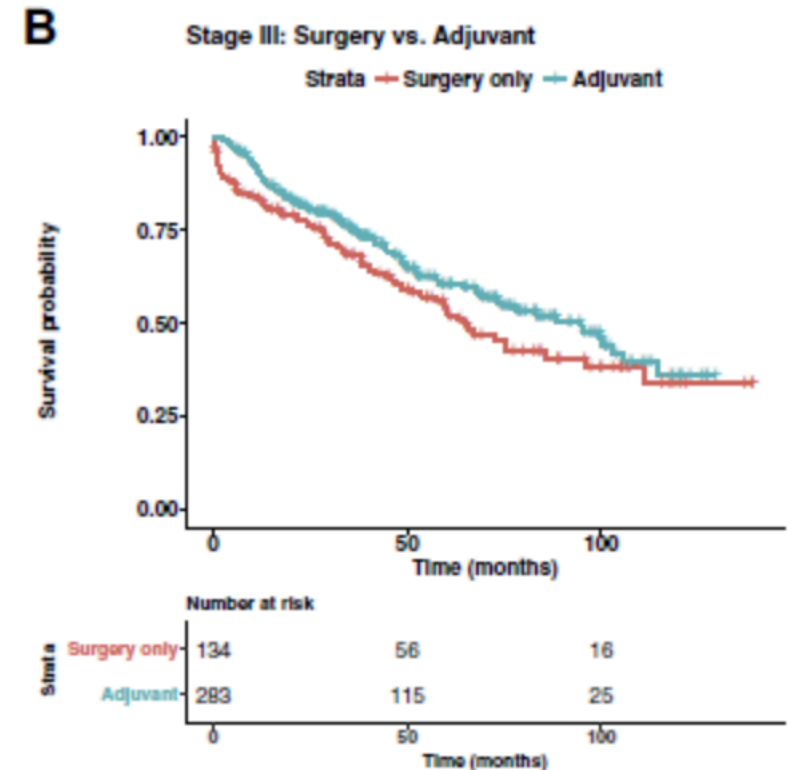 B
Stage III: Surgery vs. Adjuvant
Strata Surgery only Adjuvant
Survival probability
1.00
0.75
0.50
0.25
0.00
0 50 100
Time (months)
Number at risk
Strata
Surgery only 134 56 16
Adjuvant 283 115 25
0 50 100
Time (months)